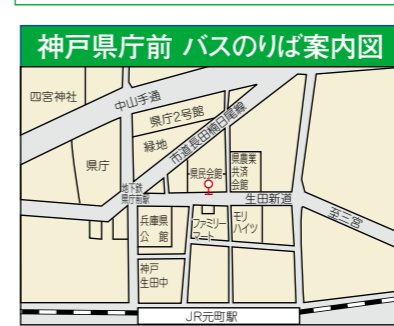 神戸県庁前 バスのりば案内図
四宮神社
中山手通
県庁2号館
市道長田楠日尾線
緑地
県庁
県民会館
県農業
共済
会館
地下鉄
県庁前駅
生田新道
至三宮
兵庫県
公館
ファミリー
マート
モリ
ハイツ
神戸
生田中
JR元町駅